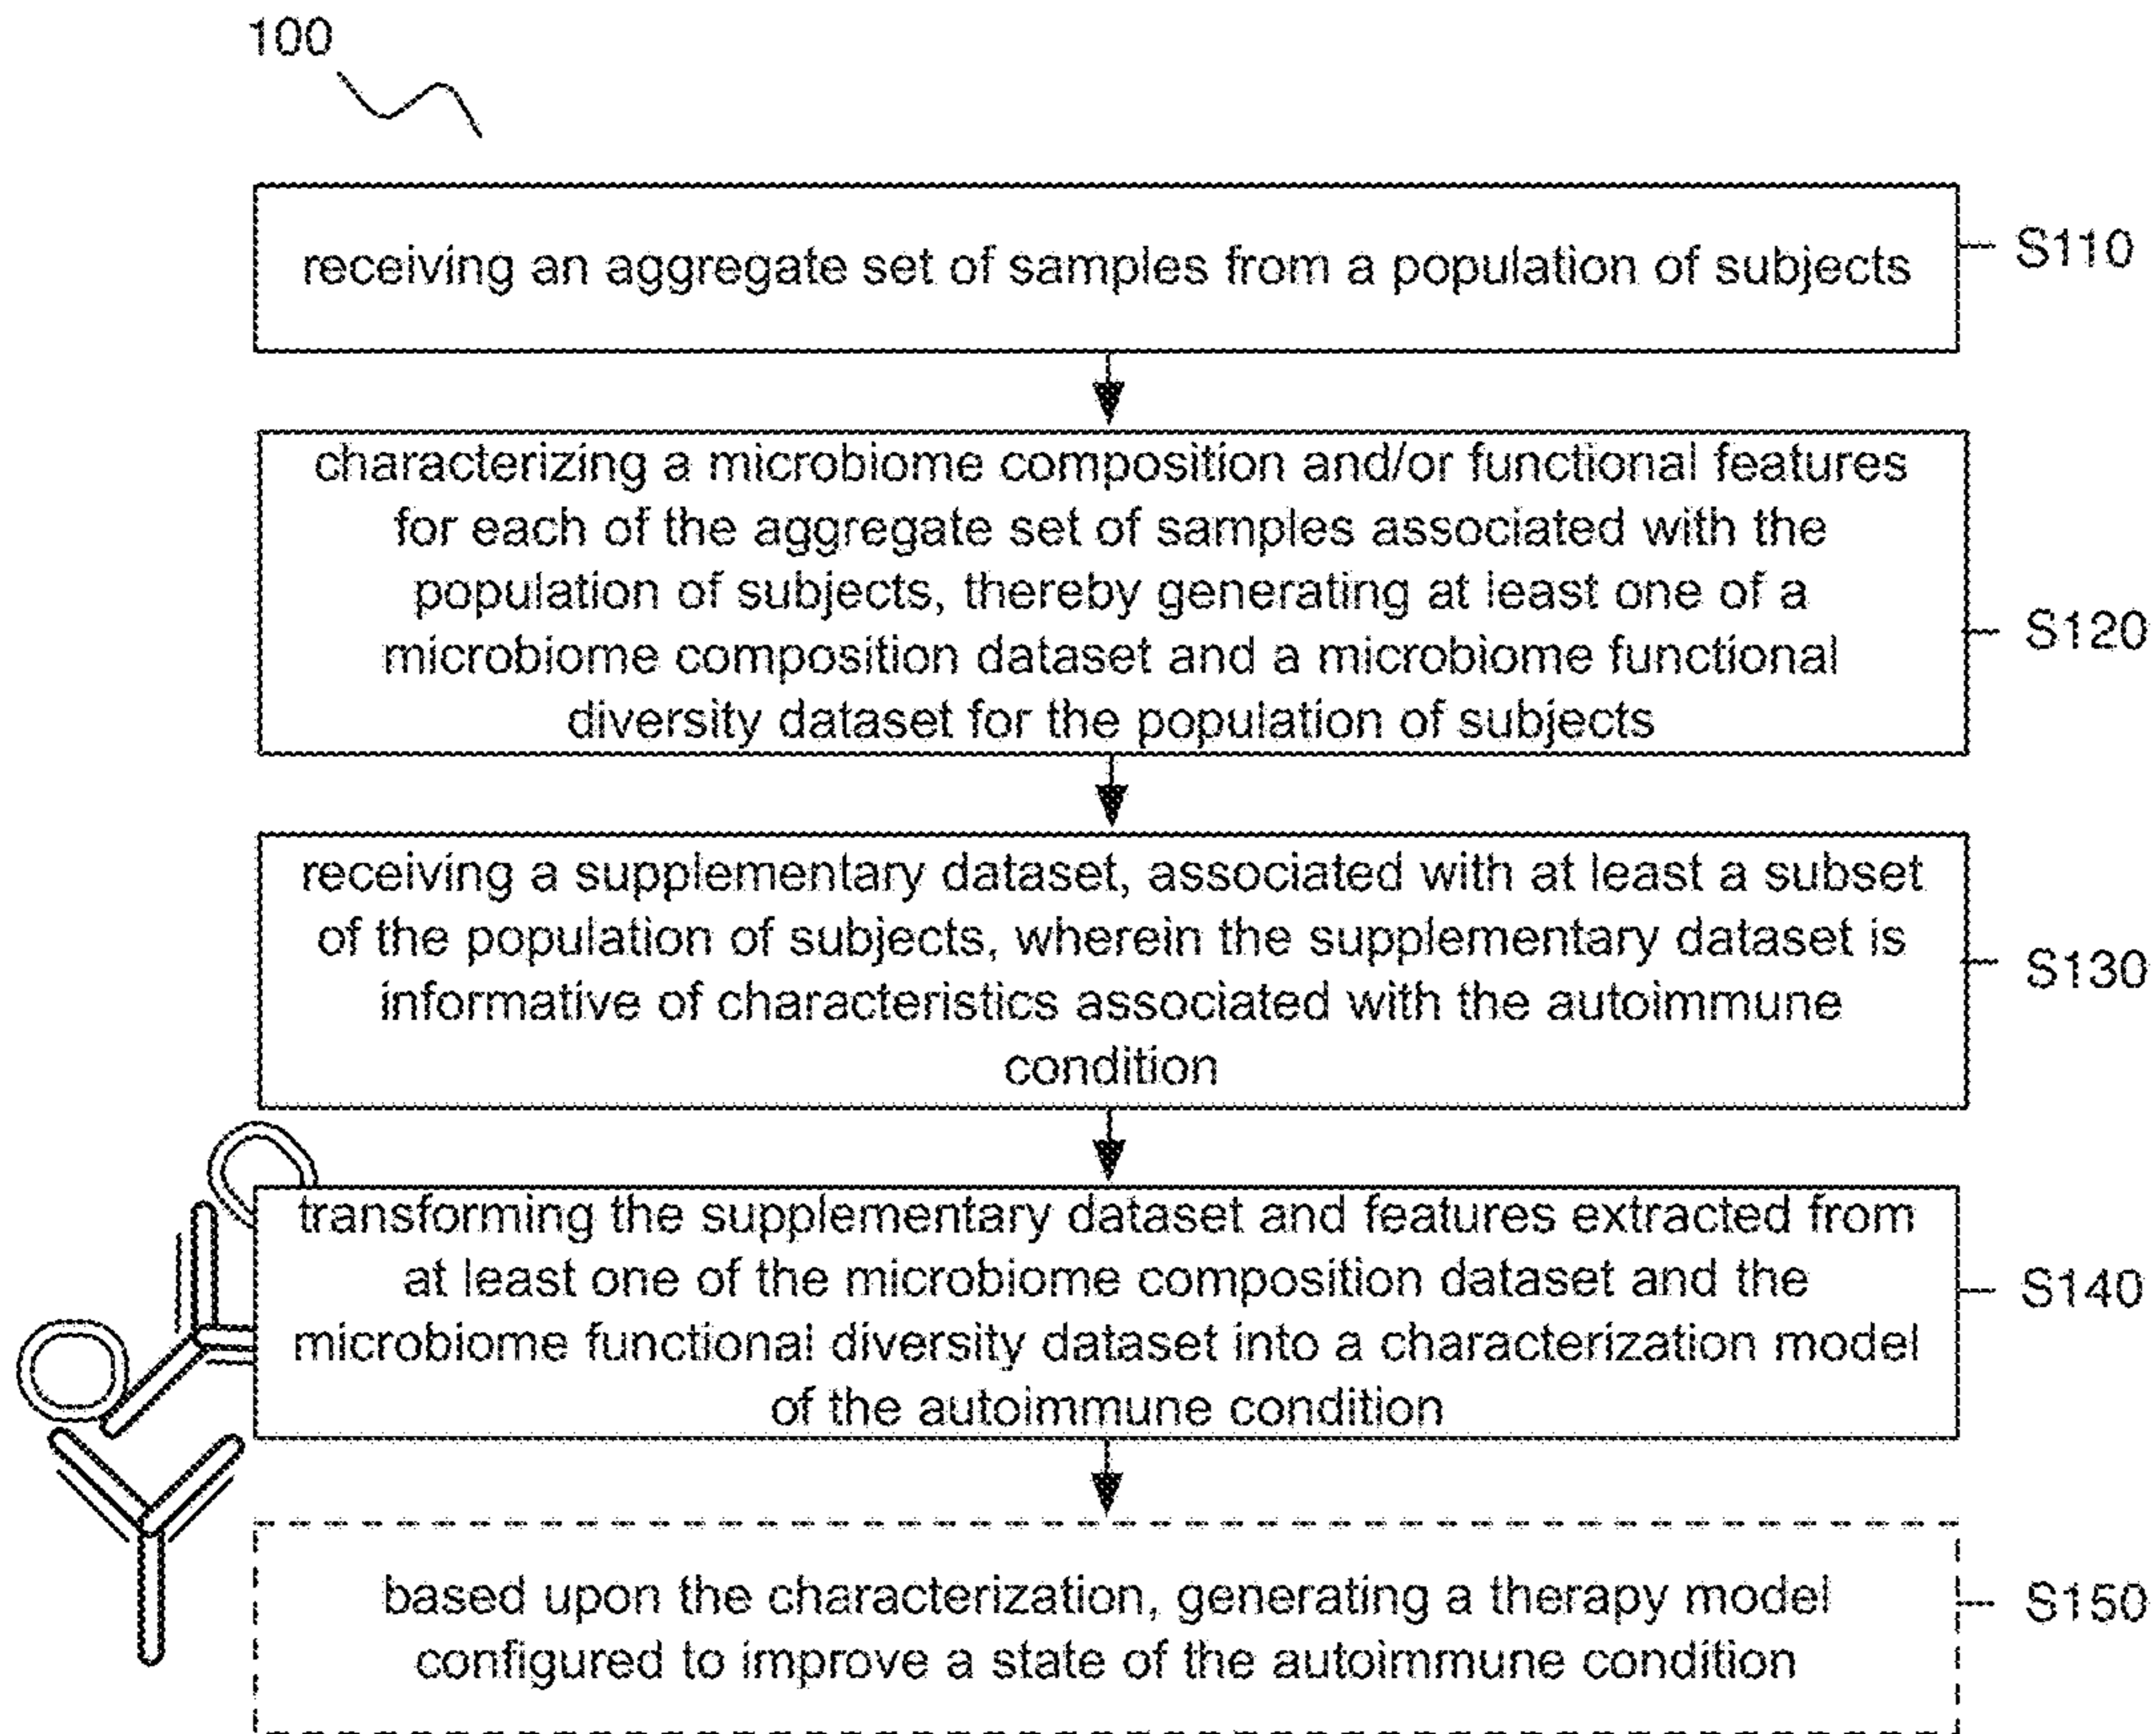 100
receiving an aggregate set of samples from a population of subjects
S110
characterizing a microbiome composition and/or functional features
for each of the aggregate set of samples associated with the
population of subjects, thereby generating at least one of a
microbiome composition dataset and a microbiome functional
diversity dataset for the population of subjects
S120
receiving a supplementary dataset, associated with at least a subset
of the population of subjects, wherein the supplementary dataset is
informative of characteristics associated with the autoimmune
condition
S130
transforming the supplementary dataset and features extracted from
at least one of the microbiome composition dataset and the
microbiome functional diversity dataset into a characterization model
of the autoimmune condition
S140
based upon the characterization, generating a therapy model
configured to improve a state of the autoimmune condition
S150